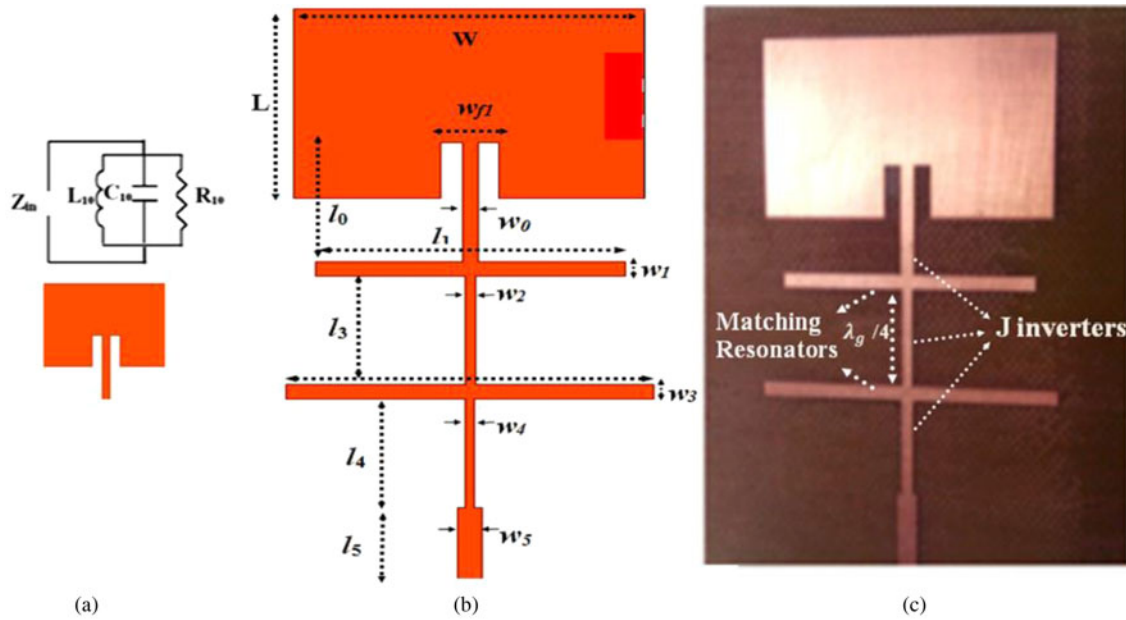 Zin
L10
C10
R10
(a)
W
L
wf1
l0
w0
l1
w1
w2
l3
w3
w4
l4
l5
w5
(b)
Matching
Resonators
λg /4
J inverters
(c)